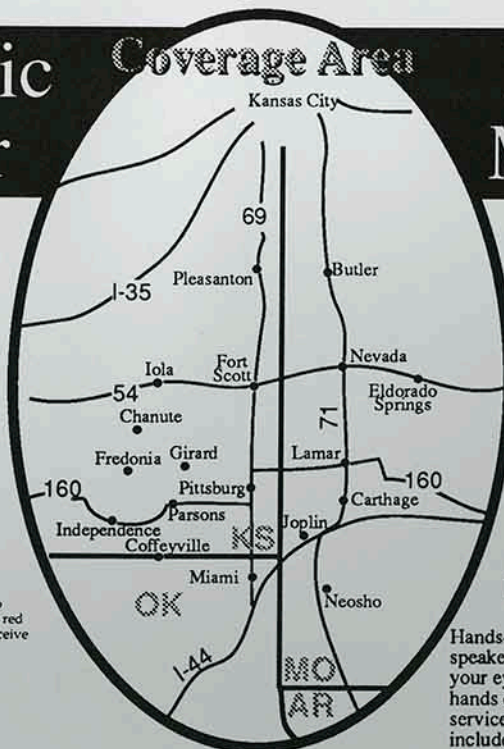 ic
Coverage Area
Kansas City
r
69
Pleasanton
Butler
I-35
Iola
Fort
Scott
Nevada
54
Eldorado
Springs
Chanute
71
Fredonia
Girard
Lamar
160
Pittsburg
160
Parsons
Carthage
Independence
Joplin
Coffeyville
KS
Miami
OK
Neosho
red
ceive
I-44
MO
AR
Hands
speake
your ey
hands
service
include